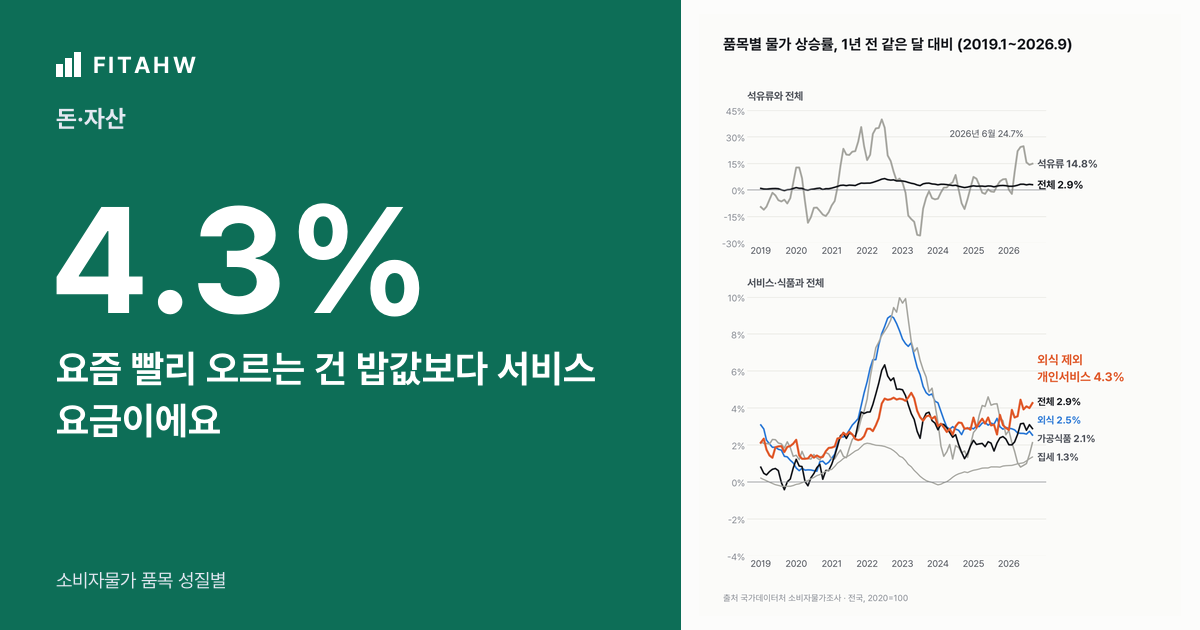 FITAHW
돈·자산
4.3%
요즘 빨리 오르는 건 밥값보다 서비스
요금이에요
소비자물가 품목 성질별
품목별 물가 상승률, 1년 전 같은 달 대비 (2019.1~2026.9)
석유류와 전체
45%
30%
15%
0%
-15%
-30%
2026년 6월 24.7%
석유류 14.8%
전체 2.9%
2019 2020 2021 2022 2023 2024 2025 2026
서비스·식품과 전체
10%
8%
6%
4%
2%
0%
-2%
-4%
외식 제외
개인서비스 4.3%
전체 2.9%
외식 2.5%
가공식품 2.1%
집세 1.3%
2019 2020 2021 2022 2023 2024 2025 2026
출처 국가데이터처 소비자물가조사 · 전국, 2020=100